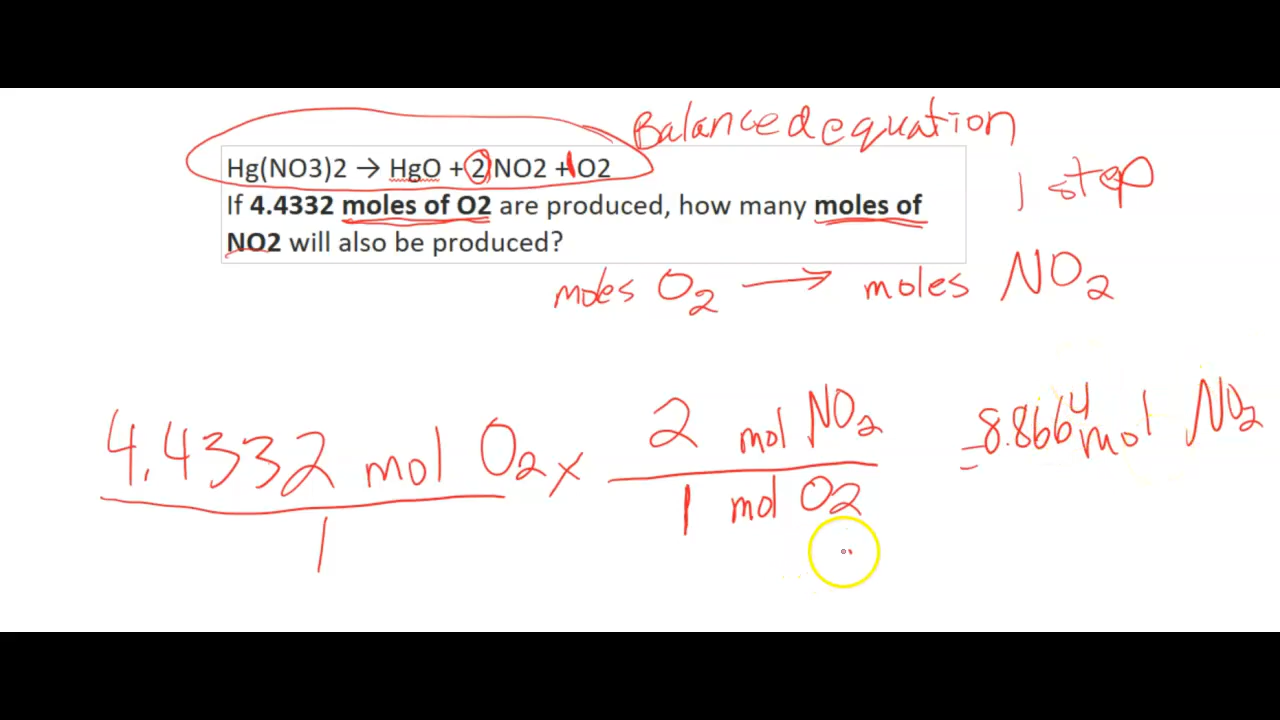 Balanced equation
Hg(NO3)2 → HgO + 2 NO2 + 1 O2
1 step
If 4.4332 moles of O2 are produced, how many moles of
NO2 will also be produced?
moles O2 → moles NO2
4.4332 mol O2 x 2 mol NO2 = 8.8664 mol NO2
1 1 mol O2